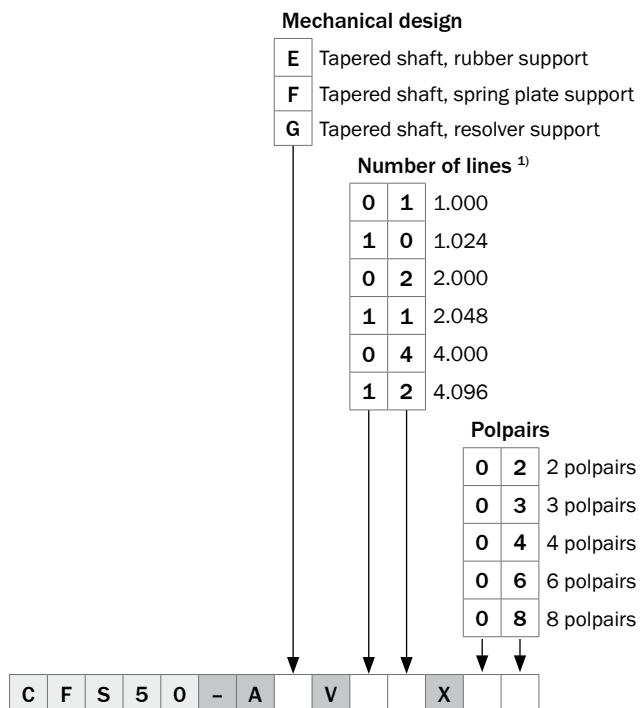 Mechanical design
E Tapered shaft, rubber support
F Tapered shaft, spring plate support
G Tapered shaft, resolver support
Number of lines 1)
0 1 1.000
1 0 1.024
0 2 2.000
1 1 2.048
0 4 4.000
1 2 4.096
Polpairs
0 2 2 polpairs
0 3 3 polpairs
0 4 4 polpairs
0 6 6 polpairs
0 8 8 polpairs
C F S 5 0 – A V X